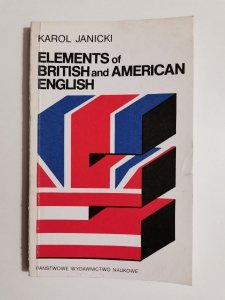 KAROL JANICKI
ELEMENTS of
BRITISH and AMERICAN
ENGLISH
PAŃSTWOWE WYDAWNICTWO NAUKOWE